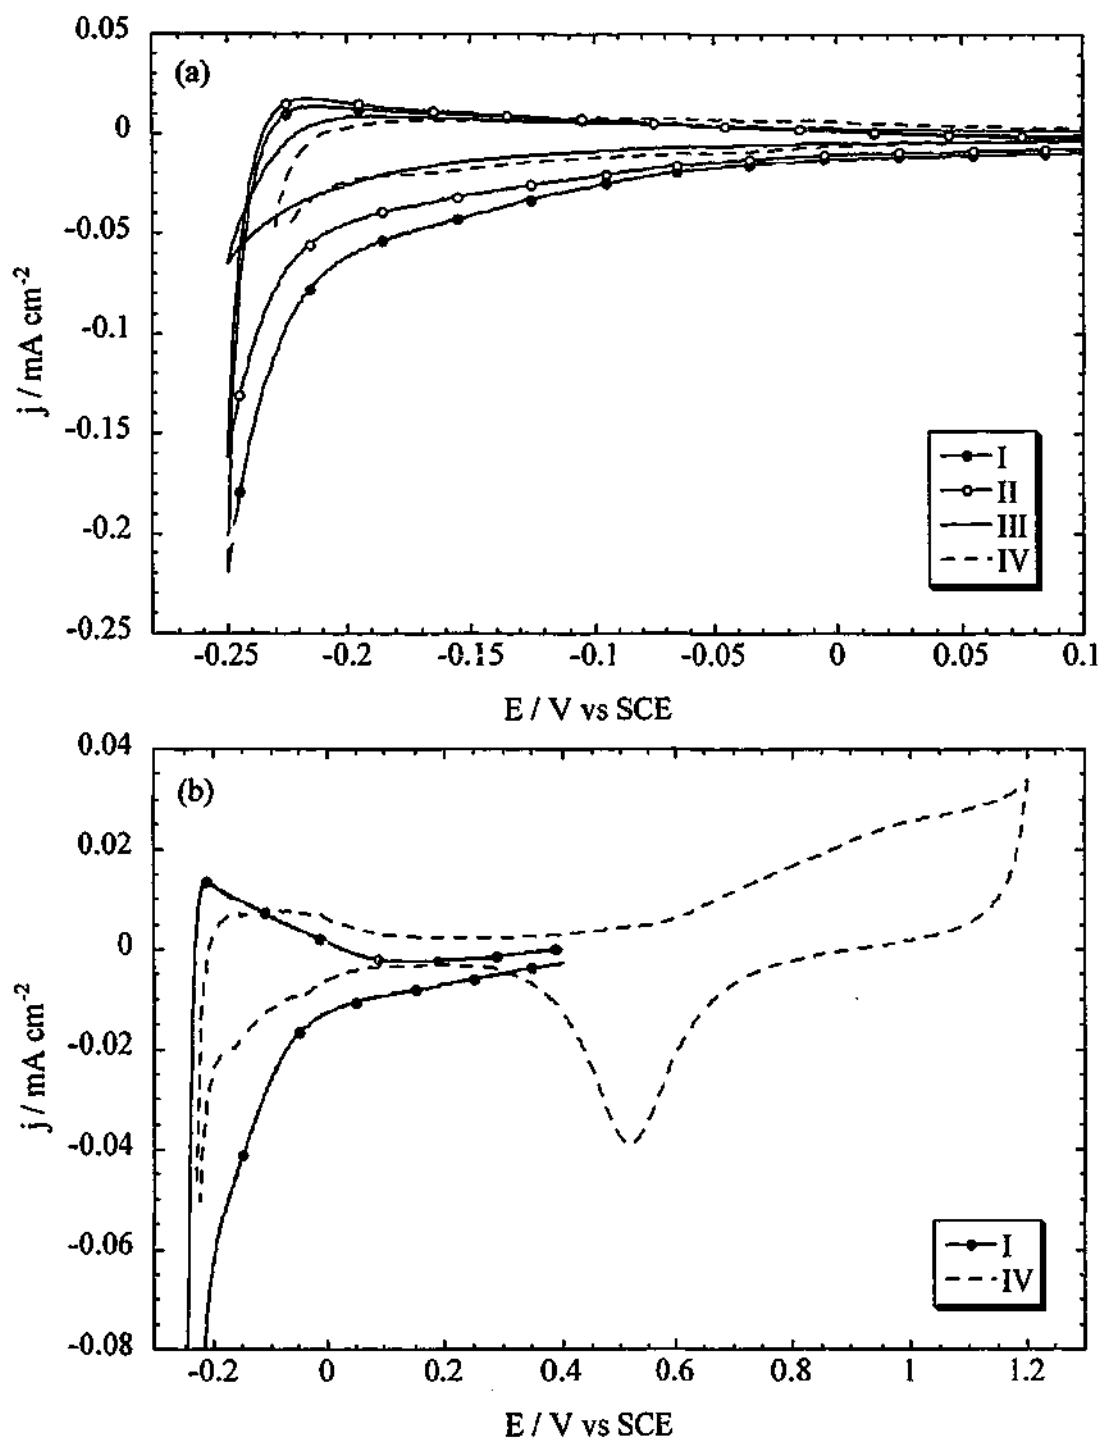 (a)
0.05
0
-0.05
-0.1
-0.15
-0.2
-0.25
j / mA cm⁻²
I
II
III
IV
-0.25 -0.2 -0.15 -0.1 -0.05 0 0.05 0.1
E / V vs SCE
(b)
0.04
0.02
0
-0.02
-0.04
-0.06
-0.08
j / mA cm⁻²
I
IV
-0.2 0 0.2 0.4 0.6 0.8 1 1.2
E / V vs SCE